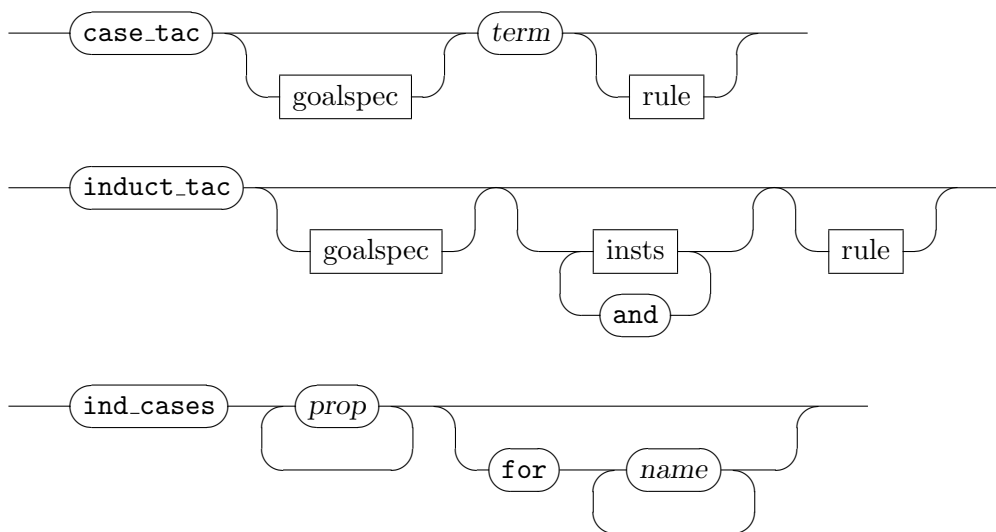 case_tac term
goalspec rule
induct_tac
goalspec insts rule
and
ind_cases prop
for name